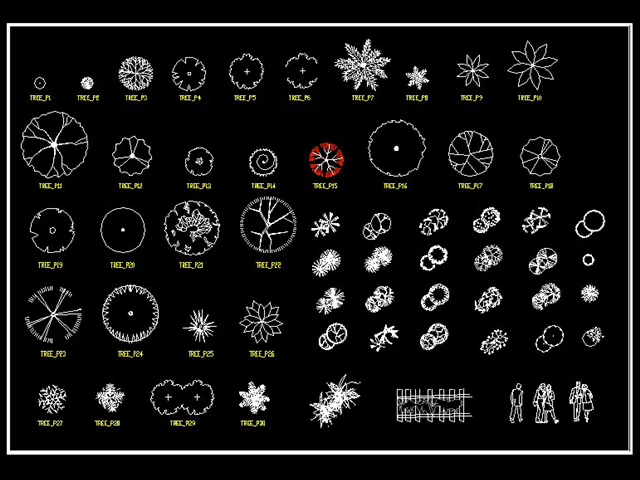 TREE_P1 TREE_P2 TREE_P3 TREE_P4 TREE_P5 TREE_P6 TREE_P7 TREE_P8 TREE_P9 TREE_P10
TREE_P11 TREE_P12 TREE_P13 TREE_P14 TREE_P15 TREE_P16 TREE_P17 TREE_P18
TREE_P19 TREE_P20 TREE_P21 TREE_P22
TREE_P23 TREE_P24 TREE_P25 TREE_P26
TREE_P27 TREE_P28 TREE_P29 TREE_P30